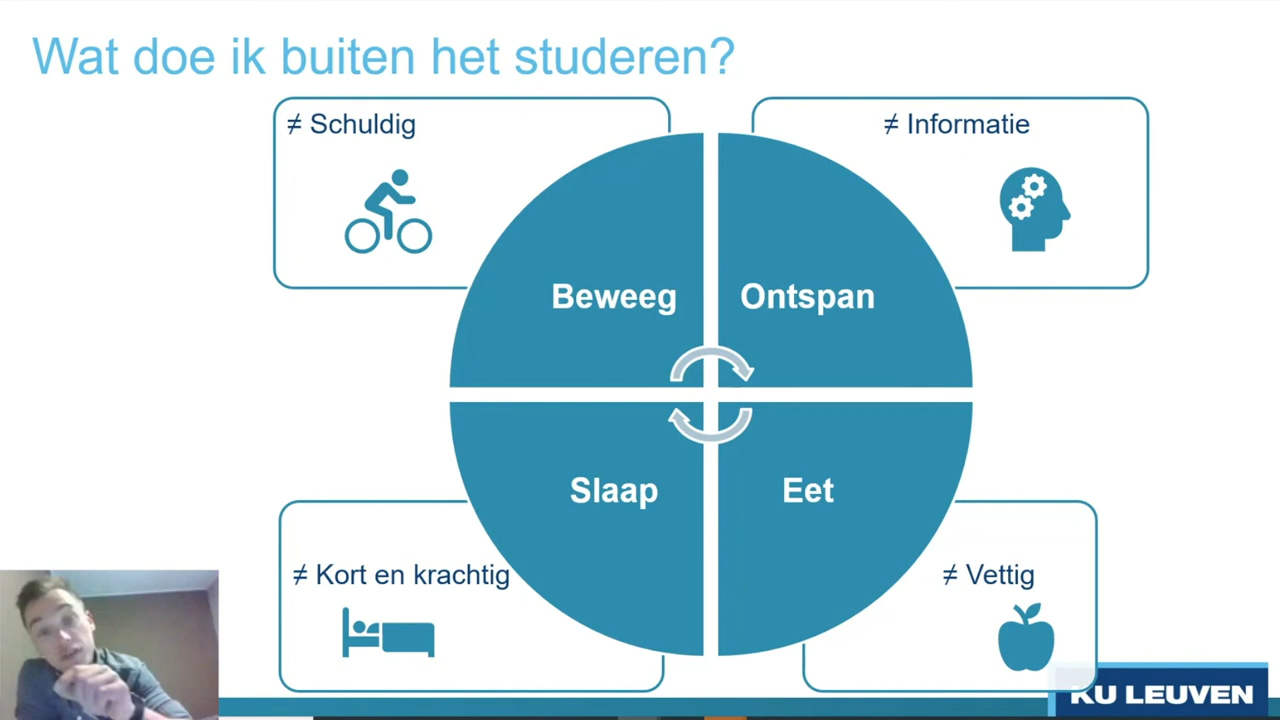 Wat doe ik buiten het studeren?
≠ Schuldig
≠ Informatie
Beweeg
Ontspan
Slaap
Eet
≠ Kort en krachtig
≠ Vettig
KU LEUVEN